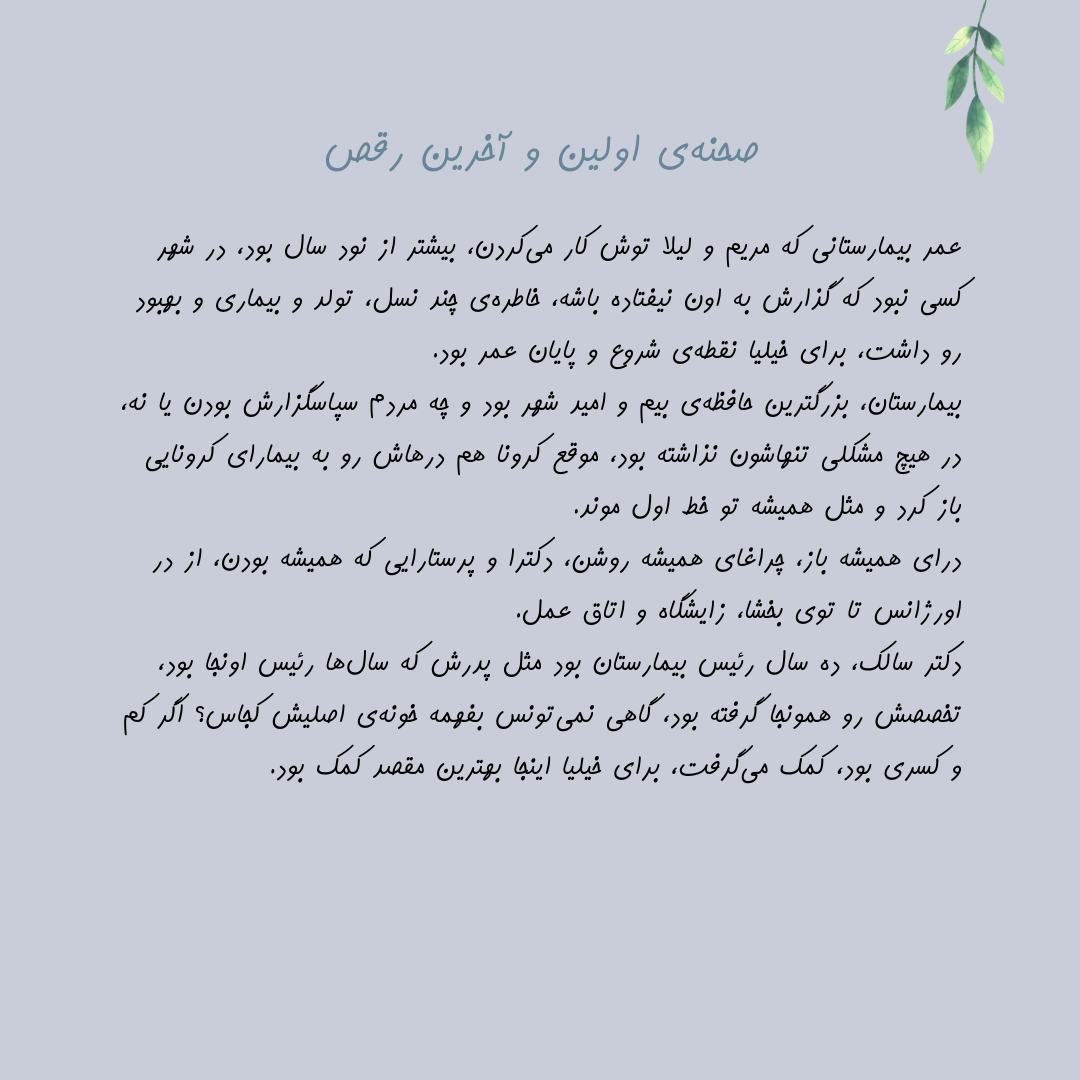 صحنه‌ی اولین و آخرین رقص
عمر بیمارستانی که مریم و لیلا توش کار می‌کردن، بیشتر از نود سال بود، در شهر
کسی نبود که گذارش به اون نیفتاده باشه، خاطره‌ی چند نسل، تولد و بیماری و بهبود
رو داشت، برای خیلیا نقطه‌ی شروع و پایان عمر بود.
بیمارستان، بزرگترین حافظه‌ی بیم و امید شهر بود و چه مردم سپاسگزارش بودن یا نه،
در هیچ مشکلی تنهاشون نذاشته بود، موقع کرونا هم درهاش رو به بیمارای کرونایی
باز کرد و مثل همیشه تو خط اول موند.
درای همیشه باز، چراغای همیشه روشن، دکترا و پرستارایی که همیشه بودن، از در
اورژانس تا توی بخشا، زایشگاه و اتاق عمل.
دکتر سالک، ده سال رئیس بیمارستان بود مثل پدرش که سال‌ها رئیس اونجا بود،
تخصصش رو همونجا گرفته بود، گاهی نمی‌تونس بفهمه خونه‌ی اصلیش کجاس؟ اگر کم
و کسری بود، کمک می‌گرفت، برای خیلیا اینجا بهترین مقصد کمک بود.